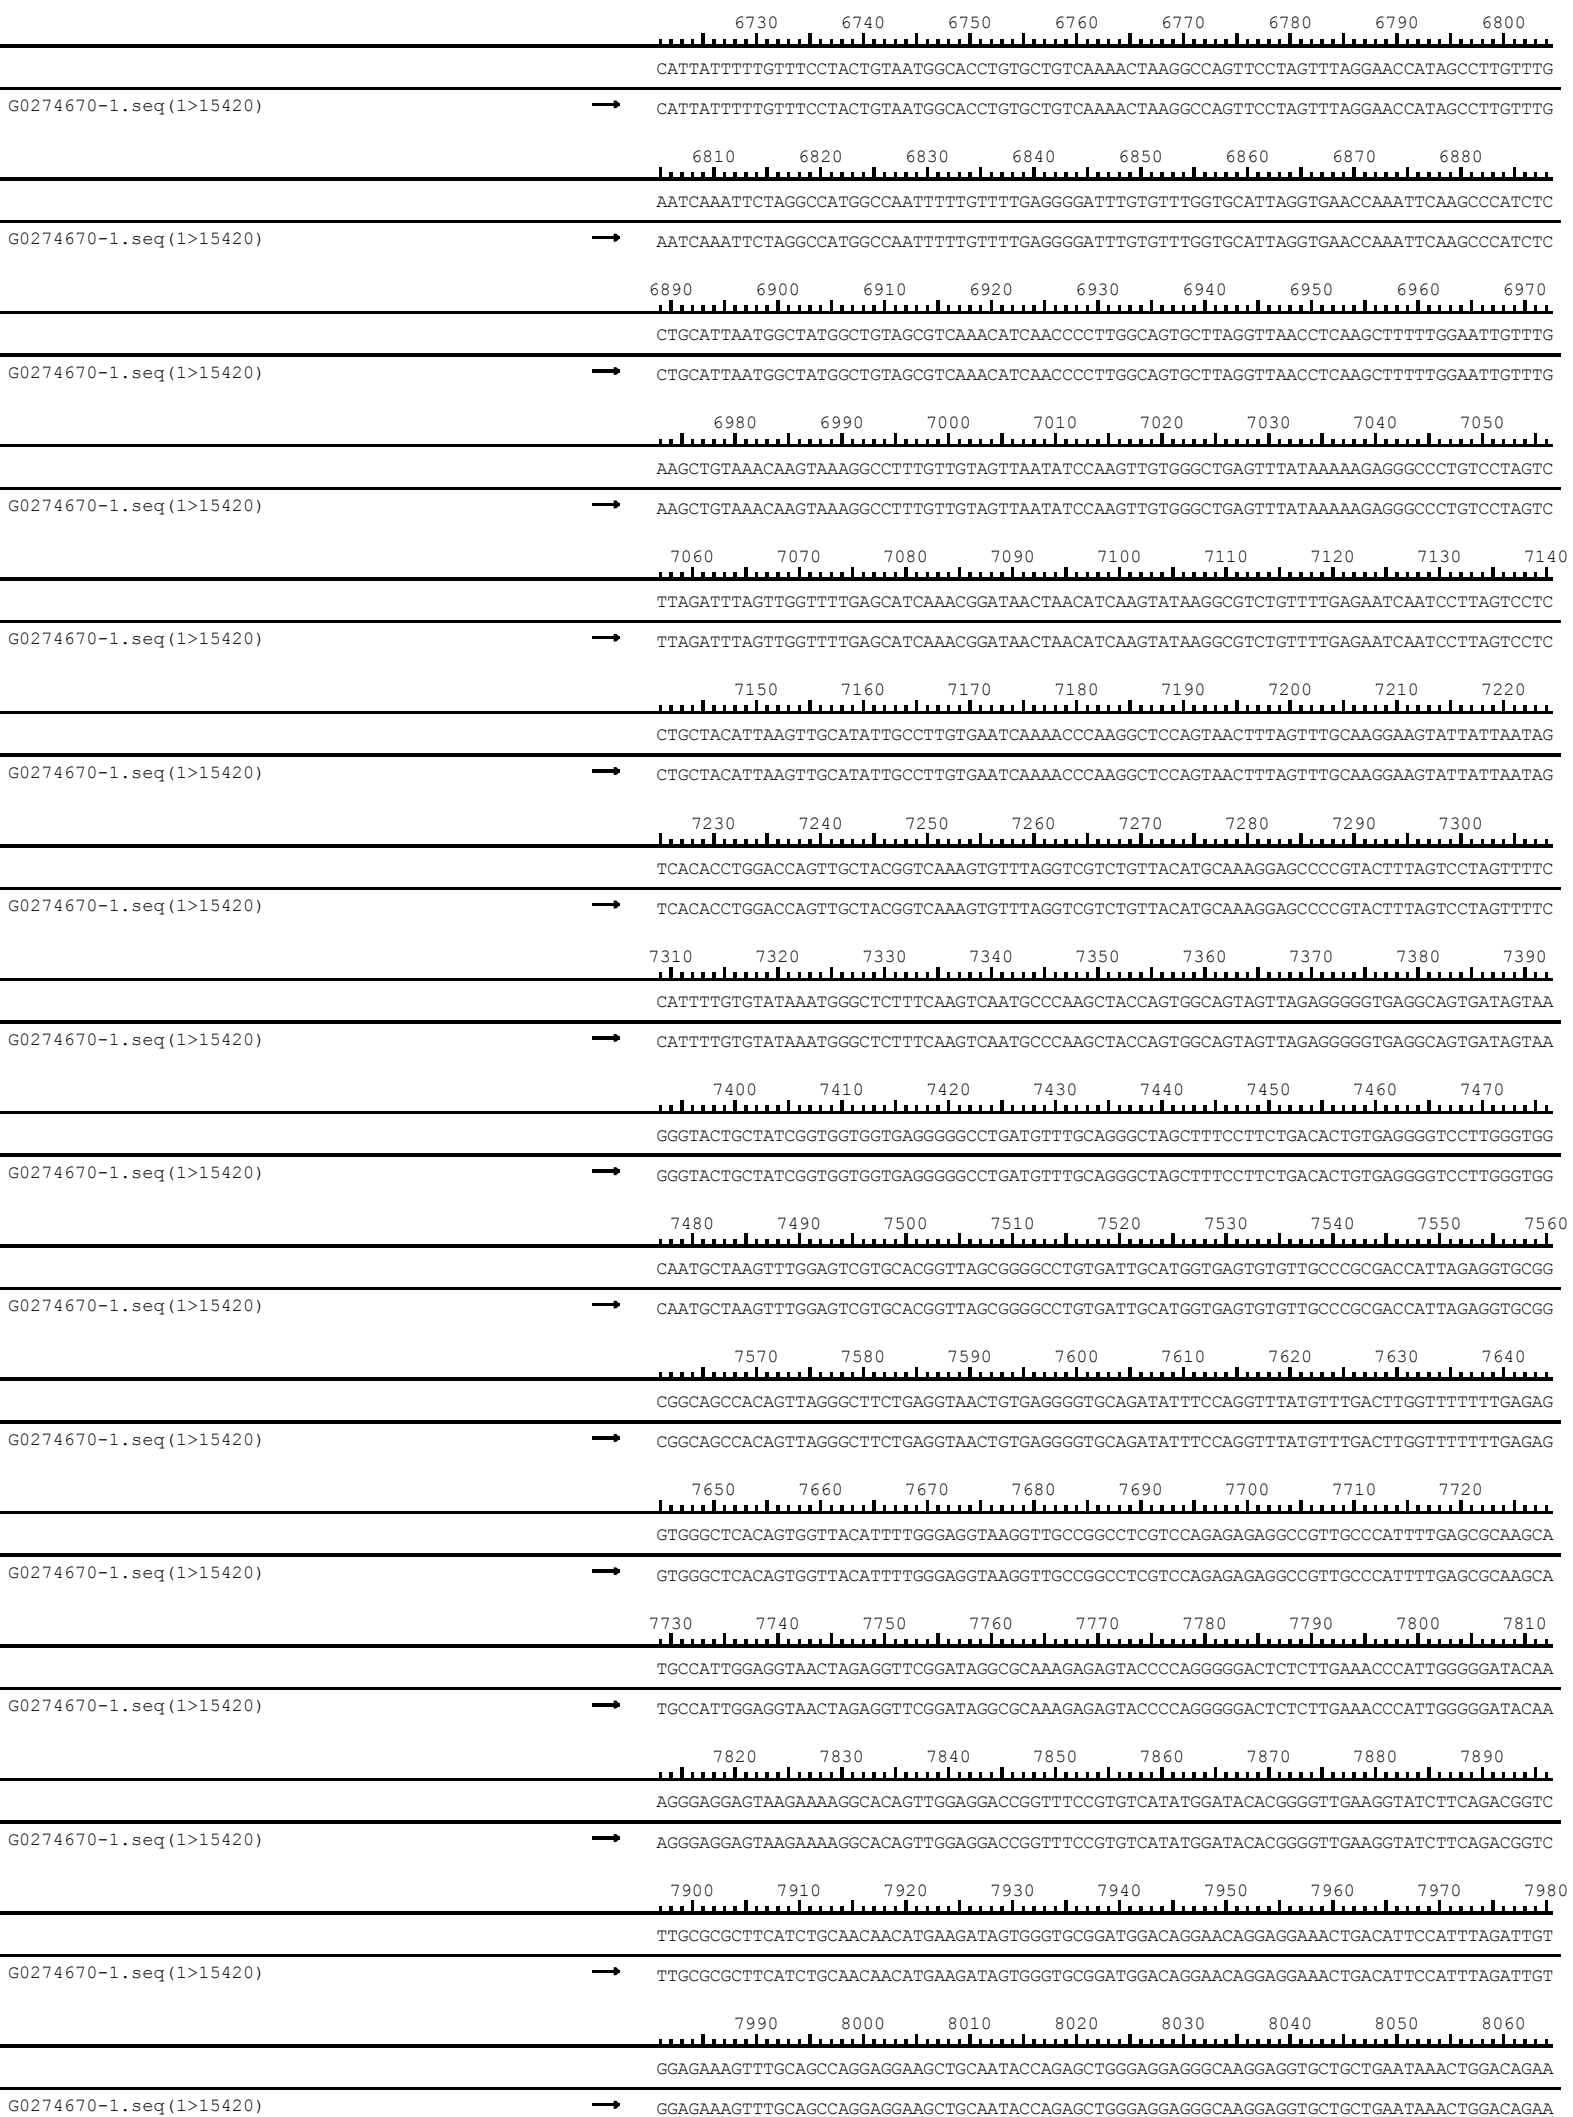 6730 6740 6750 6760 6770 6780 6790 6800
CATTATTTTTGTTTCCTACTGTAATGGCACCTGTGCTGTCAAAACTAAGGCCAGTTCCTAGTTTAGGAACCATAGCCTTGTTTG
G0274670-1.seq(1>15420) → CATTATTTTTGTTTCCTACTGTAATGGCACCTGTGCTGTCAAAACTAAGGCCAGTTCCTAGTTTAGGAACCATAGCCTTGTTTG
6810 6820 6830 6840 6850 6860 6870 6880
AATCAAATTCTAGGCCATGGCCAATTTTTGTTTTGAGGGGATTTGTGTTTGGTGCATTAGGTGAACCAAATTCAAGCCCATCTC
G0274670-1.seq(1>15420) → AATCAAATTCTAGGCCATGGCCAATTTTTGTTTTGAGGGGATTTGTGTTTGGTGCATTAGGTGAACCAAATTCAAGCCCATCTC
6890 6900 6910 6920 6930 6940 6950 6960 6970
CTGCATTAATGGCTATGGCTGTAGCGTCAAACATCAACCCCTTGGCAGTGCTTAGGTTAACCTCAAGCTTTTTGGAATTGTTTG
G0274670-1.seq(1>15420) → CTGCATTAATGGCTATGGCTGTAGCGTCAAACATCAACCCCTTGGCAGTGCTTAGGTTAACCTCAAGCTTTTTGGAATTGTTTG
6980 6990 7000 7010 7020 7030 7040 7050
AAGCTGTAAACAAGTAAAGGCCTTTGTTGTAGTTAATATCCAAGTTGTGGGCTGAGTTTATAAAAAGAGGGCCCTGTCCTAGTC
G0274670-1.seq(1>15420) → AAGCTGTAAACAAGTAAAGGCCTTTGTTGTAGTTAATATCCAAGTTGTGGGCTGAGTTTATAAAAAGAGGGCCCTGTCCTAGTC
7060 7070 7080 7090 7100 7110 7120 7130 7140
TTAGATTTAGTTGGTTTTGAGCATCAAACGGATAACTAACATCAAGTATAAGGCGTCTGTTTTGAGAATCAATCCTTAGTCCTC
G0274670-1.seq(1>15420) → TTAGATTTAGTTGGTTTTGAGCATCAAACGGATAACTAACATCAAGTATAAGGCGTCTGTTTTGAGAATCAATCCTTAGTCCTC
7150 7160 7170 7180 7190 7200 7210 7220
CTGCTACATTAAGTTGCATATTGCCTTGTGAATCAAAACCCAAGGCTCCAGTAACTTTAGTTTGCAAGGAAGTATTATTAATAG
G0274670-1.seq(1>15420) → CTGCTACATTAAGTTGCATATTGCCTTGTGAATCAAAACCCAAGGCTCCAGTAACTTTAGTTTGCAAGGAAGTATTATTAATAG
7230 7240 7250 7260 7270 7280 7290 7300
TCACACCTGGACCAGTTGCTACGGTCAAAGTGTTTAGGTCGTCTGTTACATGCAAAGGAGCCCCGTACTTTAGTCCTAGTTTTC
G0274670-1.seq(1>15420) → TCACACCTGGACCAGTTGCTACGGTCAAAGTGTTTAGGTCGTCTGTTACATGCAAAGGAGCCCCGTACTTTAGTCCTAGTTTTC
7310 7320 7330 7340 7350 7360 7370 7380 7390
CATTTTGTGTATAAATGGGCTCTTTCAAGTCAATGCCCAAGCTACCAGTGGCAGTAGTTAGAGGGGGTGAGGCAGTGATAGTAA
G0274670-1.seq(1>15420) → CATTTTGTGTATAAATGGGCTCTTTCAAGTCAATGCCCAAGCTACCAGTGGCAGTAGTTAGAGGGGGTGAGGCAGTGATAGTAA
7400 7410 7420 7430 7440 7450 7460 7470
GGGTACTGCTATCGGTGGTGGTGAGGGGGCCTGATGTTTGCAGGGCTAGCTTTCCTTCTGACACTGTGAGGGGTCCTTGGGTGG
G0274670-1.seq(1>15420) → GGGTACTGCTATCGGTGGTGGTGAGGGGGCCTGATGTTTGCAGGGCTAGCTTTCCTTCTGACACTGTGAGGGGTCCTTGGGTGG
7480 7490 7500 7510 7520 7530 7540 7550 7560
CAATGCTAAGTTTGGAGTCGTGCACGGTTAGCGGGGCCTGTGATTGCATGGTGAGTGTGTTGCCCGCGACCATTAGAGGTGCGG
G0274670-1.seq(1>15420) → CAATGCTAAGTTTGGAGTCGTGCACGGTTAGCGGGGCCTGTGATTGCATGGTGAGTGTGTTGCCCGCGACCATTAGAGGTGCGG
7570 7580 7590 7600 7610 7620 7630 7640
CGGCAGCCACAGTTAGGGCTTCTGAGGTAACTGTGAGGGGTGCAGATATTTCCAGGTTTATGTTTGACTTGGTTTTTTTGAGAG
G0274670-1.seq(1>15420) → CGGCAGCCACAGTTAGGGCTTCTGAGGTAACTGTGAGGGGTGCAGATATTTCCAGGTTTATGTTTGACTTGGTTTTTTTGAGAG
7650 7660 7670 7680 7690 7700 7710 7720
GTGGGCTCACAGTGGTTACATTTTGGGAGGTAAGGTTGCCGGCCTCGTCCAGAGAGAGGCCGTTGCCCATTTTGAGCGCAAGCA
G0274670-1.seq(1>15420) → GTGGGCTCACAGTGGTTACATTTTGGGAGGTAAGGTTGCCGGCCTCGTCCAGAGAGAGGCCGTTGCCCATTTTGAGCGCAAGCA
7730 7740 7750 7760 7770 7780 7790 7800 7810
TGCCATTGGAGGTAACTAGAGGTTCGGATAGGCGCAAAGAGAGTACCCCAGGGGGACTCTCTTGAAACCCATTGGGGGATACAA
G0274670-1.seq(1>15420) → TGCCATTGGAGGTAACTAGAGGTTCGGATAGGCGCAAAGAGAGTACCCCAGGGGGACTCTCTTGAAACCCATTGGGGGATACAA
7820 7830 7840 7850 7860 7870 7880 7890
AGGGAGGAGTAAGAAAAGGCACAGTTGGAGGACCGGTTTCCGTGTCATATGGATACACGGGGTTGAAGGTATCTTCAGACGGTC
G0274670-1.seq(1>15420) → AGGGAGGAGTAAGAAAAGGCACAGTTGGAGGACCGGTTTCCGTGTCATATGGATACACGGGGTTGAAGGTATCTTCAGACGGTC
7900 7910 7920 7930 7940 7950 7960 7970 7980
TTGCGCGCTTCATCTGCAACAACATGAAGATAGTGGGTGCGGATGGACAGGAACAGGAGGAAACTGACATTCCATTTAGATTGT
G0274670-1.seq(1>15420) → TTGCGCGCTTCATCTGCAACAACATGAAGATAGTGGGTGCGGATGGACAGGAACAGGAGGAAACTGACATTCCATTTAGATTGT
7990 8000 8010 8020 8030 8040 8050 8060
GGAGAAAGTTTGCAGCCAGGAGGAAGCTGCAATACCAGAGCTGGGAGGAGGGCAAGGAGGTGCTGCTGAATAAACTGGACAGAA
G0274670-1.seq(1>15420) → GGAGAAAGTTTGCAGCCAGGAGGAAGCTGCAATACCAGAGCTGGGAGGAGGGCAAGGAGGTGCTGCTGAATAAACTGGACAGAA